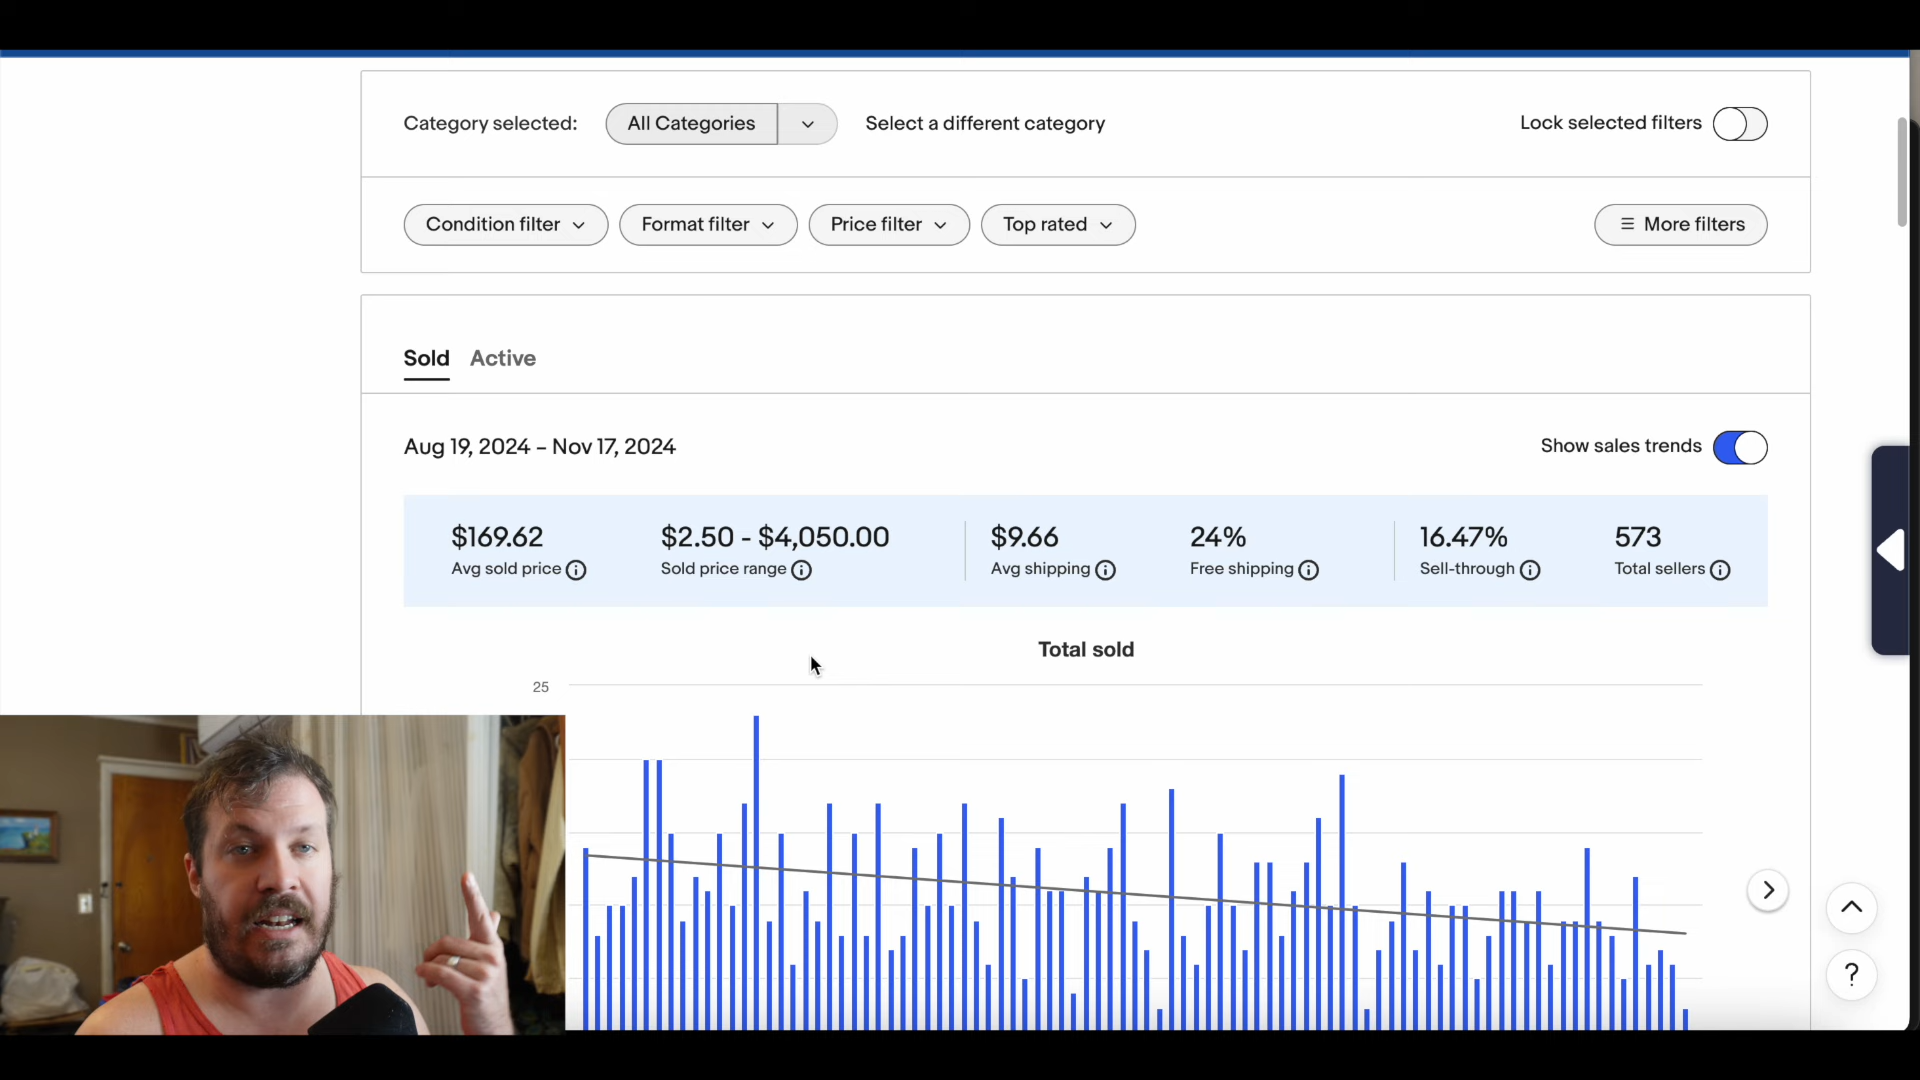 Category selected: All Categories Select a different category Lock selected filters
Condition filter Format filter Price filter Top rated More filters
Sold Active
Aug 19, 2024 – Nov 17, 2024 Show sales trends
$169.62 $2.50 - $4,050.00 $9.66 24% 16.47% 573
Avg sold price Sold price range Avg shipping Free shipping Sell-through Total sellers
Total sold
25
?